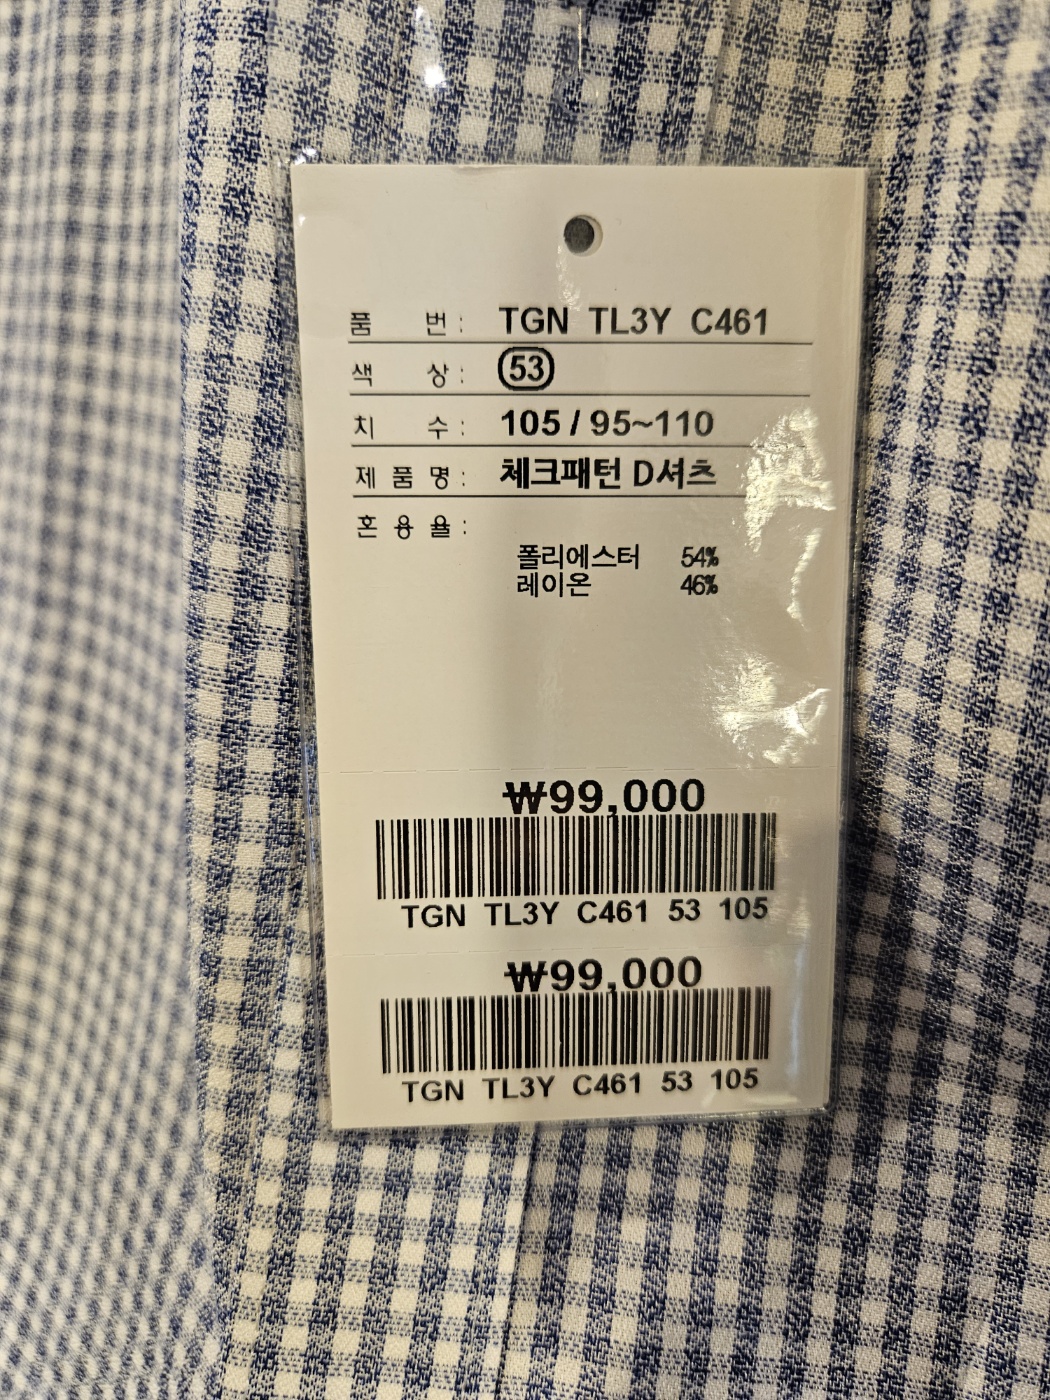 품 번 : TGN TL3Y C461
색 상 : 53
치 수 : 105 / 95~110
제 품 명 : 체크패턴 D셔츠
혼 용 율 :
폴리에스터 54%
레이온 46%
₩99,000
TGN TL3Y C461 53 105
₩99,000
TGN TL3Y C461 53 105